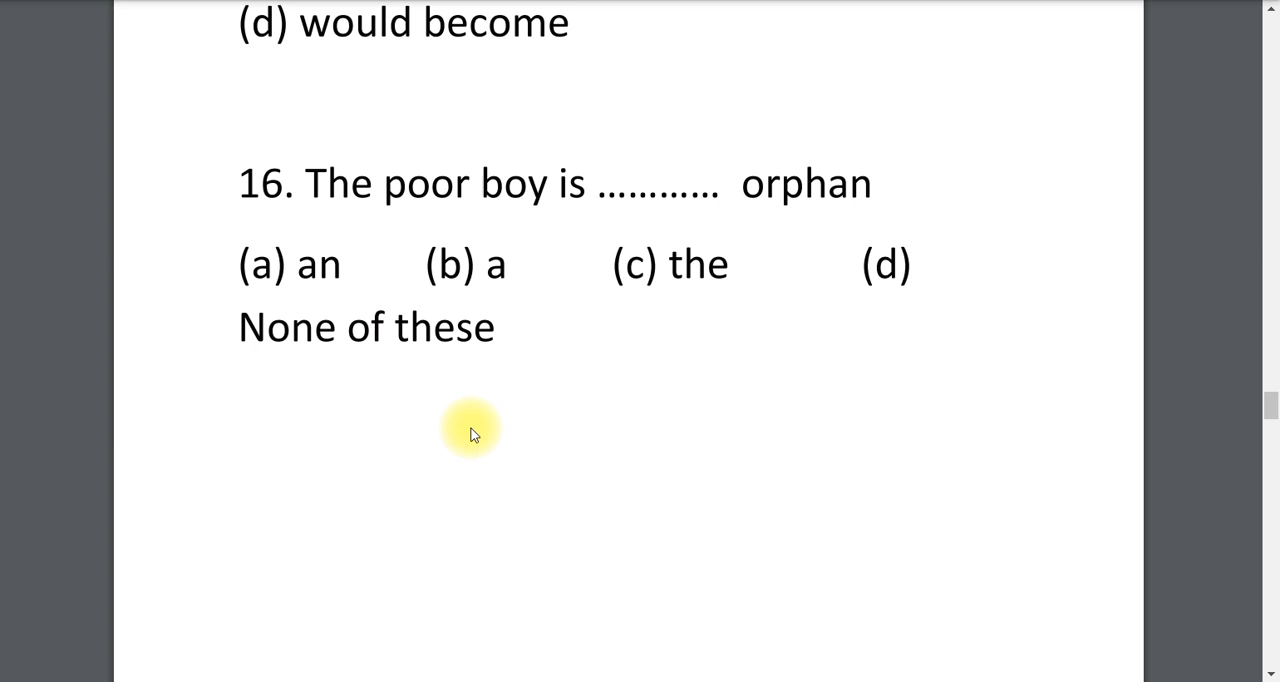 (d) would become
16. The poor boy is ............ orphan
(a) an (b) a (c) the (d)
None of these